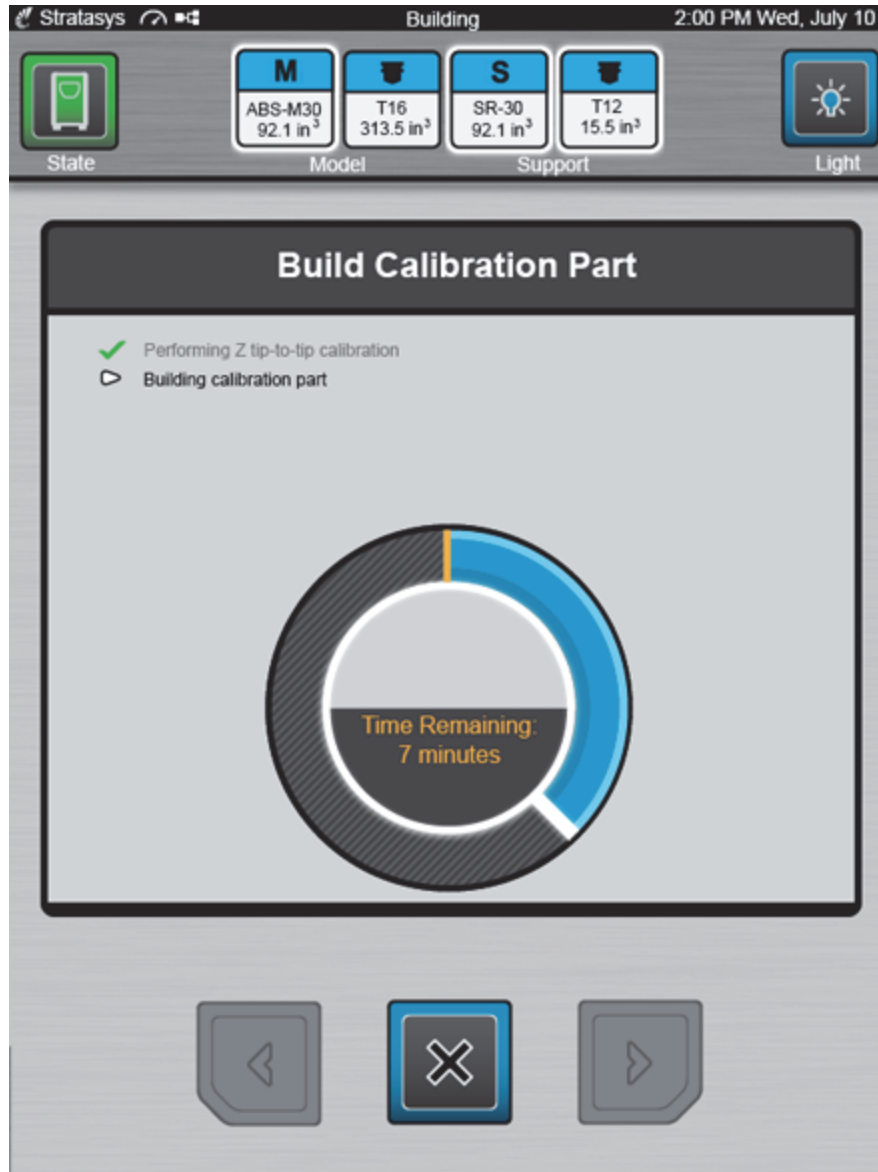 Stratasys Building 2:00 PM Wed, July 10
M S
ABS-M30 T16 SR-30 T12
92.1 in³ 313.5 in³ 92.1 in³ 15.5 in³
State Model Support Light
Build Calibration Part
Performing Z tip-to-tip calibration
Building calibration part
Time Remaining:
7 minutes